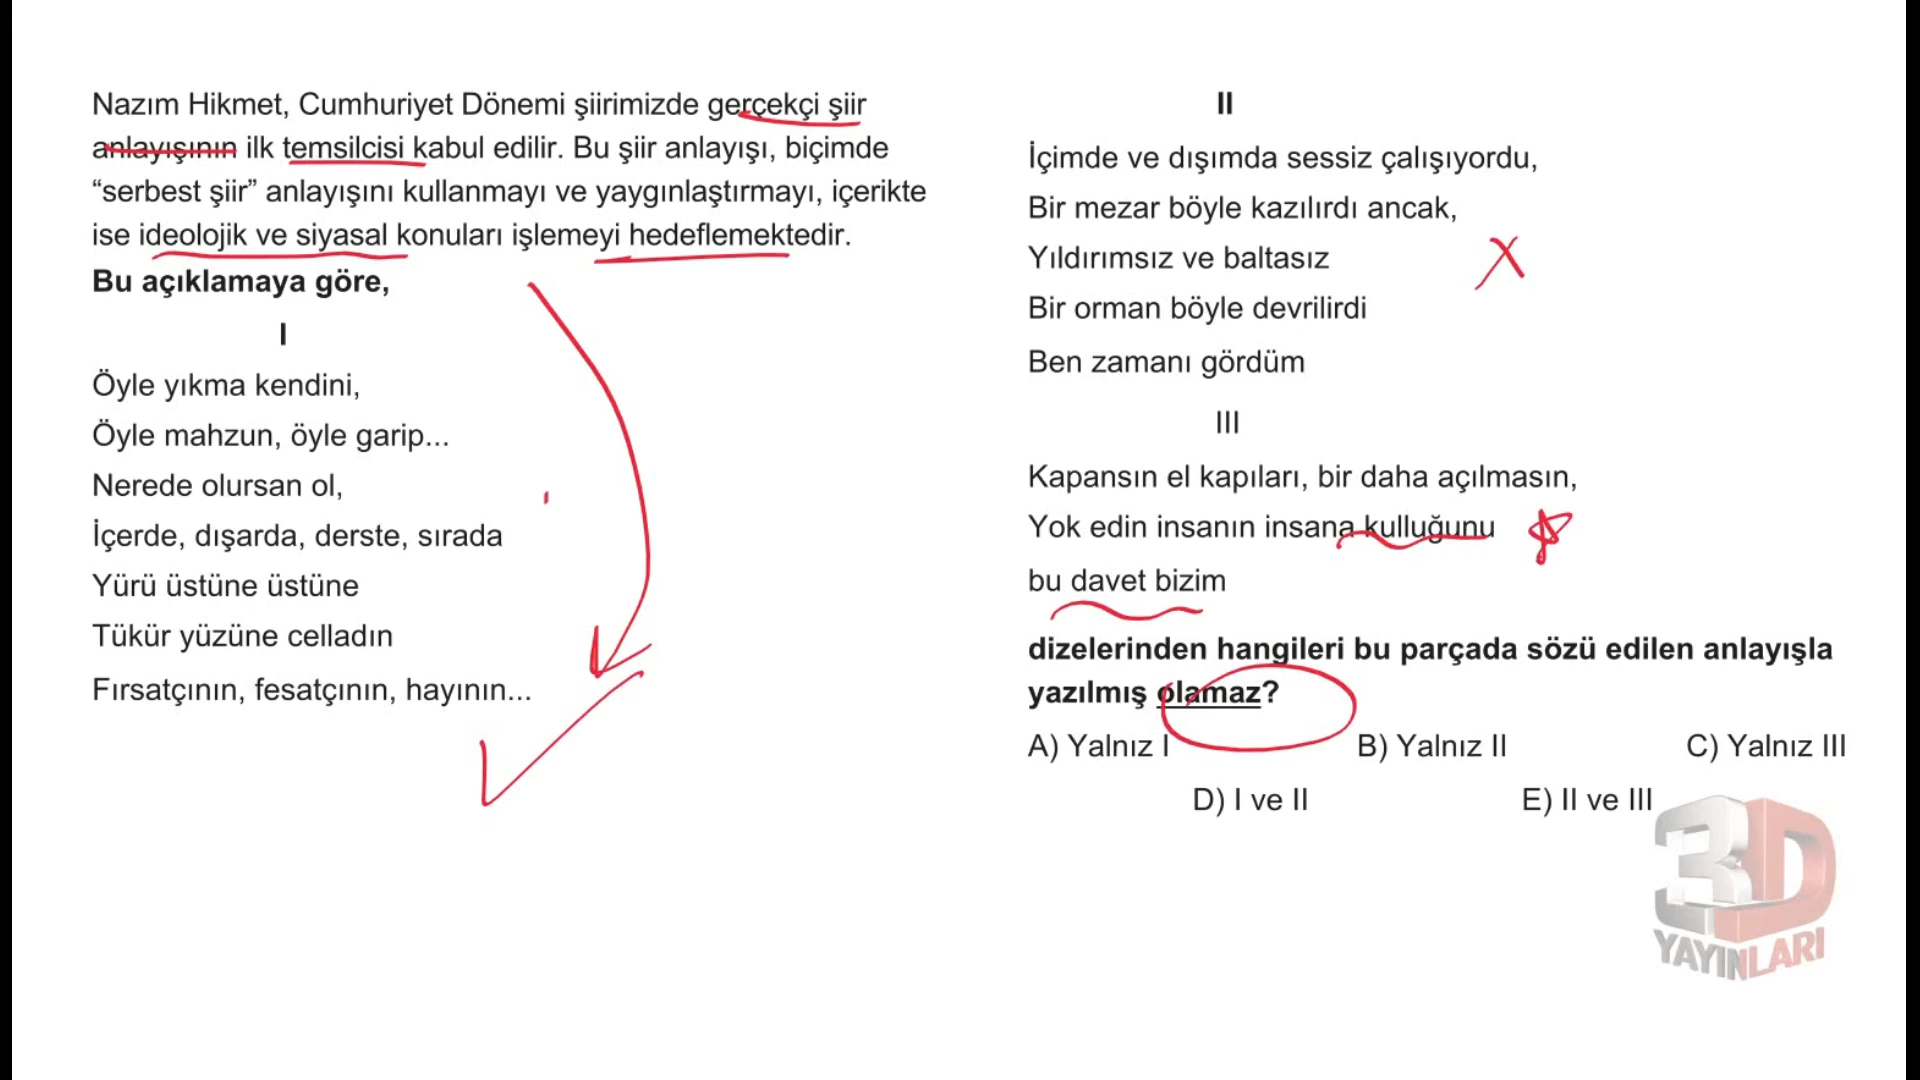 Nazım Hikmet, Cumhuriyet Dönemi şiirimizde gerçekçi şiir
anlayışının ilk temsilcisi kabul edilir. Bu şiir anlayışı, biçimde
“serbest şiir” anlayışını kullanmayı ve yaygınlaştırmayı, içerikte
ise ideolojik ve siyasal konuları işlemeyi hedeflemektedir.
Bu açıklamaya göre,
I
Öyle yıkma kendini,
Öyle mahzun, öyle garip...
Nerede olursan ol,
İçerde, dışarda, derste, sırada
Yürü üstüne üstüne
Tükür yüzüne celladın
Fırsatçının, fesatçının, hayının...
II
İçimde ve dışımda sessiz çalışıyordu,
Bir mezar böyle kazılırdı ancak,
Yıldırımsız ve baltasız
Bir orman böyle devrilirdi
Ben zamanı gördüm
III
Kapansın el kapıları, bir daha açılmasın,
Yok edin insanın insana kulluğunu
bu davet bizim
dizelerinden hangileri bu parçada sözü edilen anlayışla
yazılmış olamaz?
A) Yalnız I B) Yalnız II C) Yalnız III
D) I ve II E) II ve III
3D
YAYINLARI